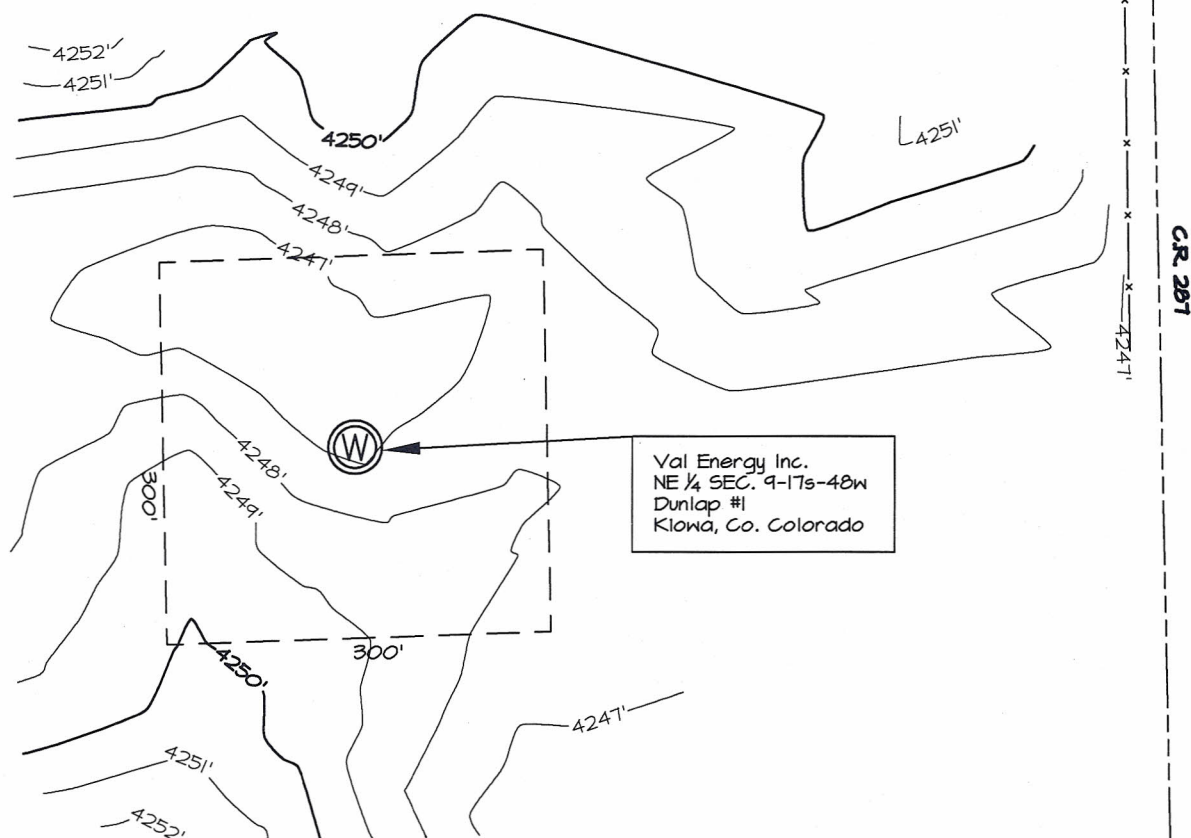 4252'
4251'
4250'
4251'
4249'
4248'
4247'
C.R. 287
4247'
W
4248'
4249'
300'
Val Energy Inc.
NE ¼ SEC. 9-17s-48w
Dunlap #1
Kiowa, Co. Colorado
300'
4250'
4247'
4251'
4252'